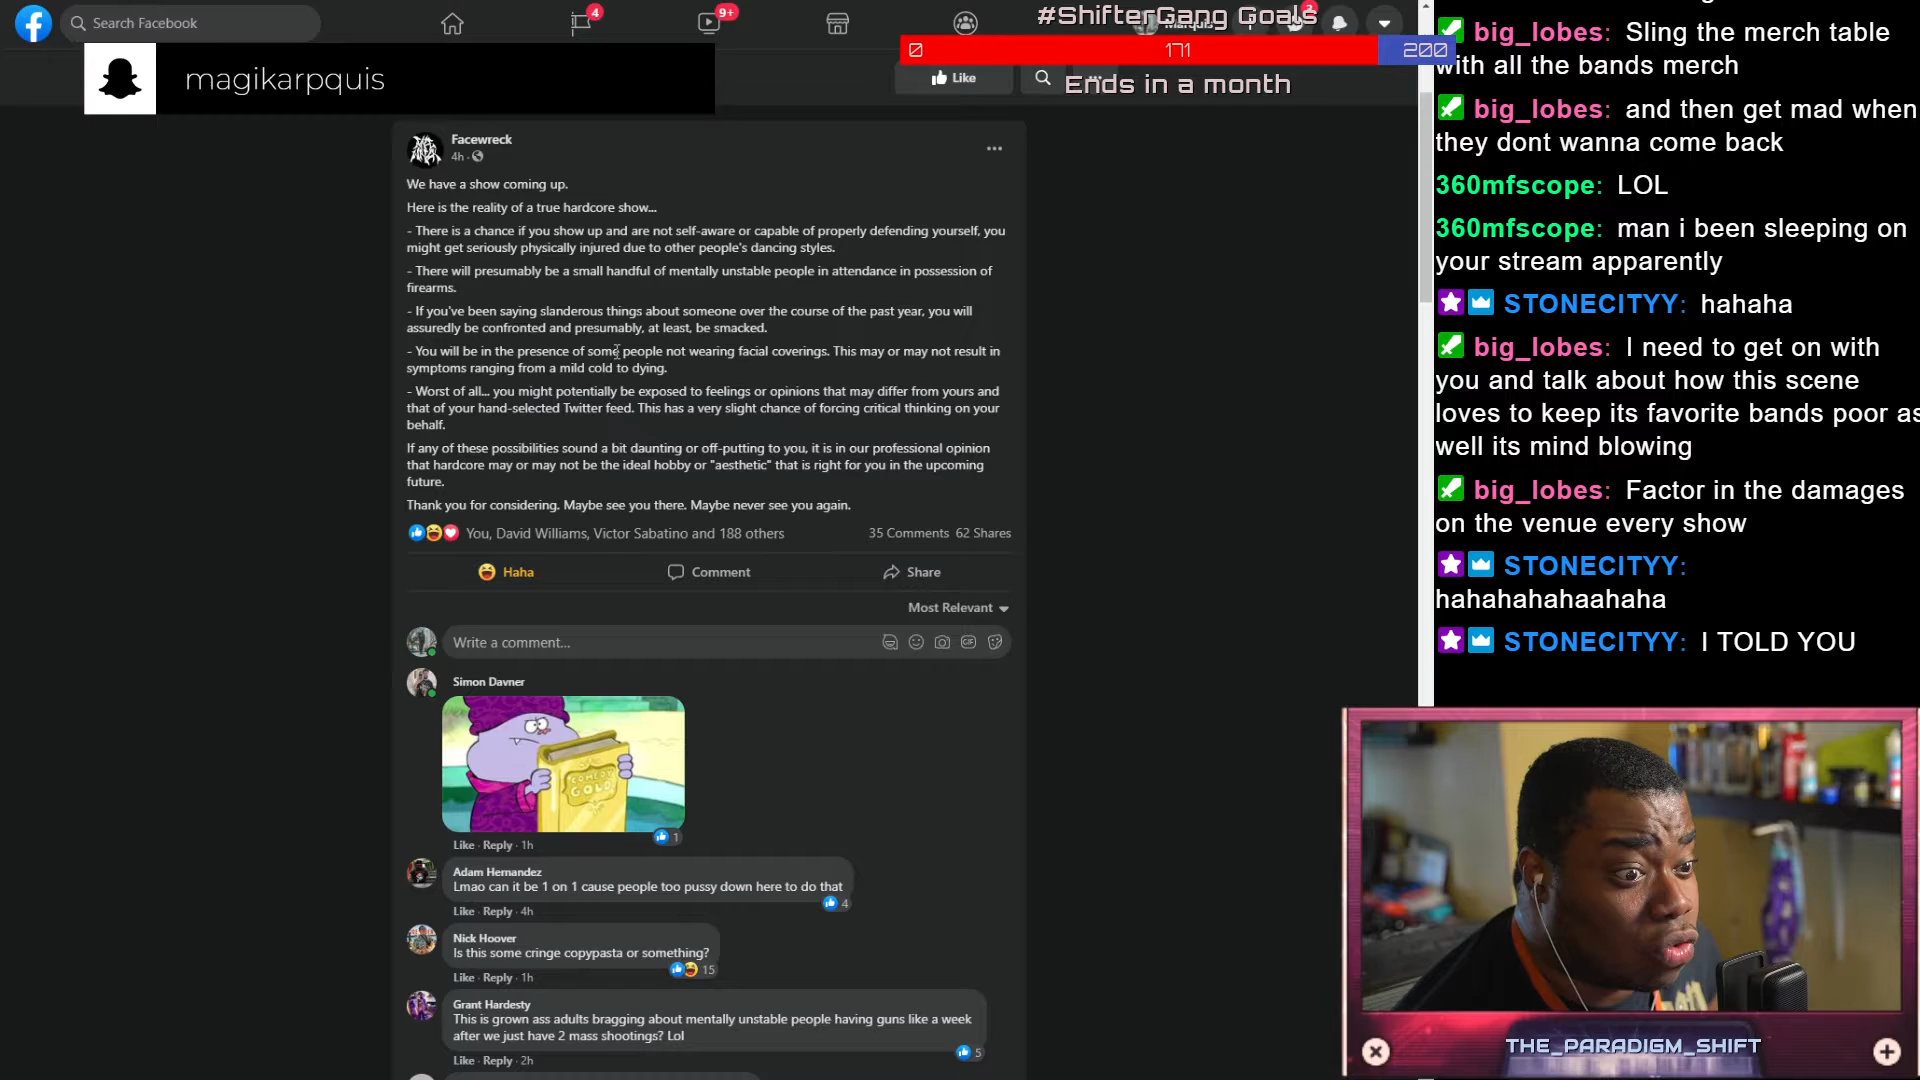 Search Facebook
4
9+
#ShifterGang Goals
0 171 200
Ends in a month
magikarpquis
Like
Facewreck
4h
We have a show coming up.
Here is the reality of a true hardcore show...
- There is a chance if you show up and are not self-aware or capable of properly defending yourself, you
might get seriously physically injured due to other people's dancing styles.
- There will presumably be a small handful of mentally unstable people in attendance in possession of
firearms.
- If you've been saying slanderous things about someone over the course of the past year, you will
assuredly be confronted and presumably, at least, be smacked.
- You will be in the presence of some people not wearing facial coverings. This may or may not result in
symptoms ranging from a mild cold to dying.
- Worst of all... you might potentially be exposed to feelings or opinions that may differ from yours and
that of your hand-selected Twitter feed. This has a very slight chance of forcing critical thinking on your
behalf.
If any of these possibilities sound a bit daunting or off-putting to you, it is in our professional opinion
that hardcore may or may not be the ideal hobby or "aesthetic" that is right for you in the upcoming
future.
Thank you for considering. Maybe see you there. Maybe never see you again.
You, David Williams, Victor Sabatino and 188 others
35 Comments 62 Shares
Haha
Comment
Share
Most Relevant
Write a comment...
GIF
Simon Davner
COMEDY
GOLD
1
Like · Reply · 1h
Adam Hernandez
Lmao can it be 1 on 1 cause people too pussy down here to do that
4
Like · Reply · 4h
Nick Hoover
Is this some cringe copypasta or something?
15
Like · Reply · 1h
Grant Hardesty
This is grown ass adults bragging about mentally unstable people having guns like a week
after we just have 2 mass shootings? Lol
5
Like · Reply · 2h
big_lobes: Sling the merch table
with all the bands merch
big_lobes: and then get mad when
they dont wanna come back
360mfscope: LOL
360mfscope: man i been sleeping on
your stream apparently
STONECITYY: hahaha
big_lobes: I need to get on with
you and talk about how this scene
loves to keep its favorite bands poor as
well its mind blowing
big_lobes: Factor in the damages
on the venue every show
STONECITYY:
hahahahahaahaha
STONECITYY: I TOLD YOU
THE_PARADIGM_SHIFT